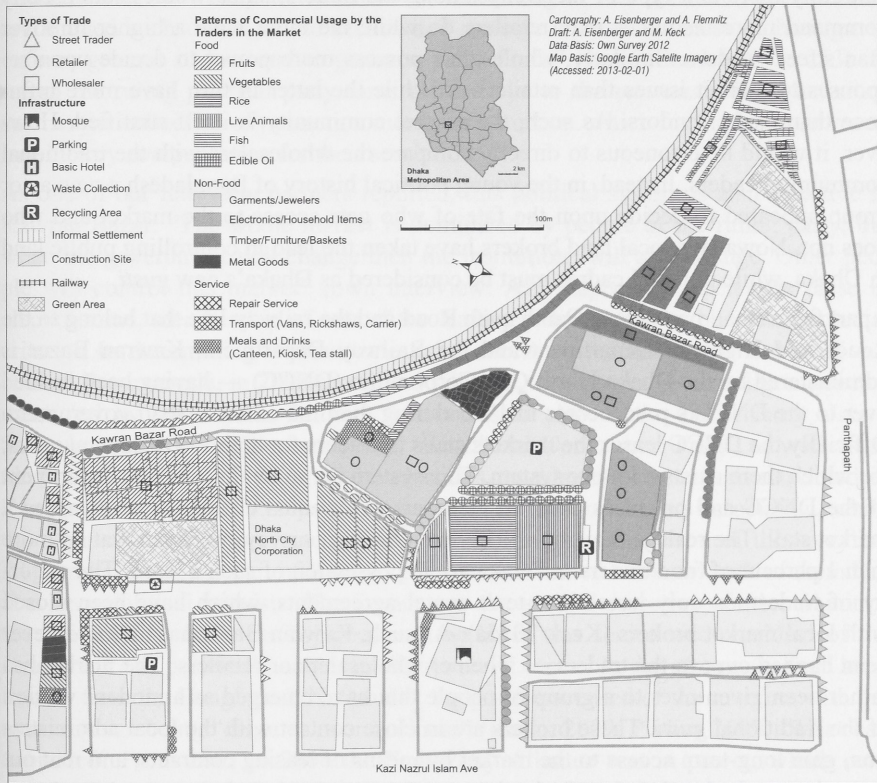 Types of Trade
Street Trader
Retailer
Wholesaler
Infrastructure
Mosque
P
Parking
H
Basic Hotel
Waste Collection
R
Recycling Area
Informal Settlement
Construction Site
Railway
Green Area
Patterns of Commercial Usage by the
Traders in the Market
Food
Fruits
Vegetables
Rice
Live Animals
Fish
Edible Oil
Non-Food
Garments/Jewelers
Electronics/Household Items
Timber/Furniture/Baskets
Metal Goods
Service
Repair Service
Transport (Vans, Rickshaws, Carrier)
Meals and Drinks
(Canteen, Kiosk, Tea stall)
Dhaka
Metropolitan Area
2 km
0
100m
Cartography: A. Eisenberger and A. Flemnitz
Draft: A. Eisenberger and M. Keck
Data Basis: Own Survey 2012
Map Basis: Google Earth Satelite Imagery
(Accessed: 2013-02-01)
Kawran Bazar Road
Kawran Bazar Road
Panthapath
P
H
H
H
Dhaka
North City
Corporation
R
H
P
Kazi Nazrul Islam Ave